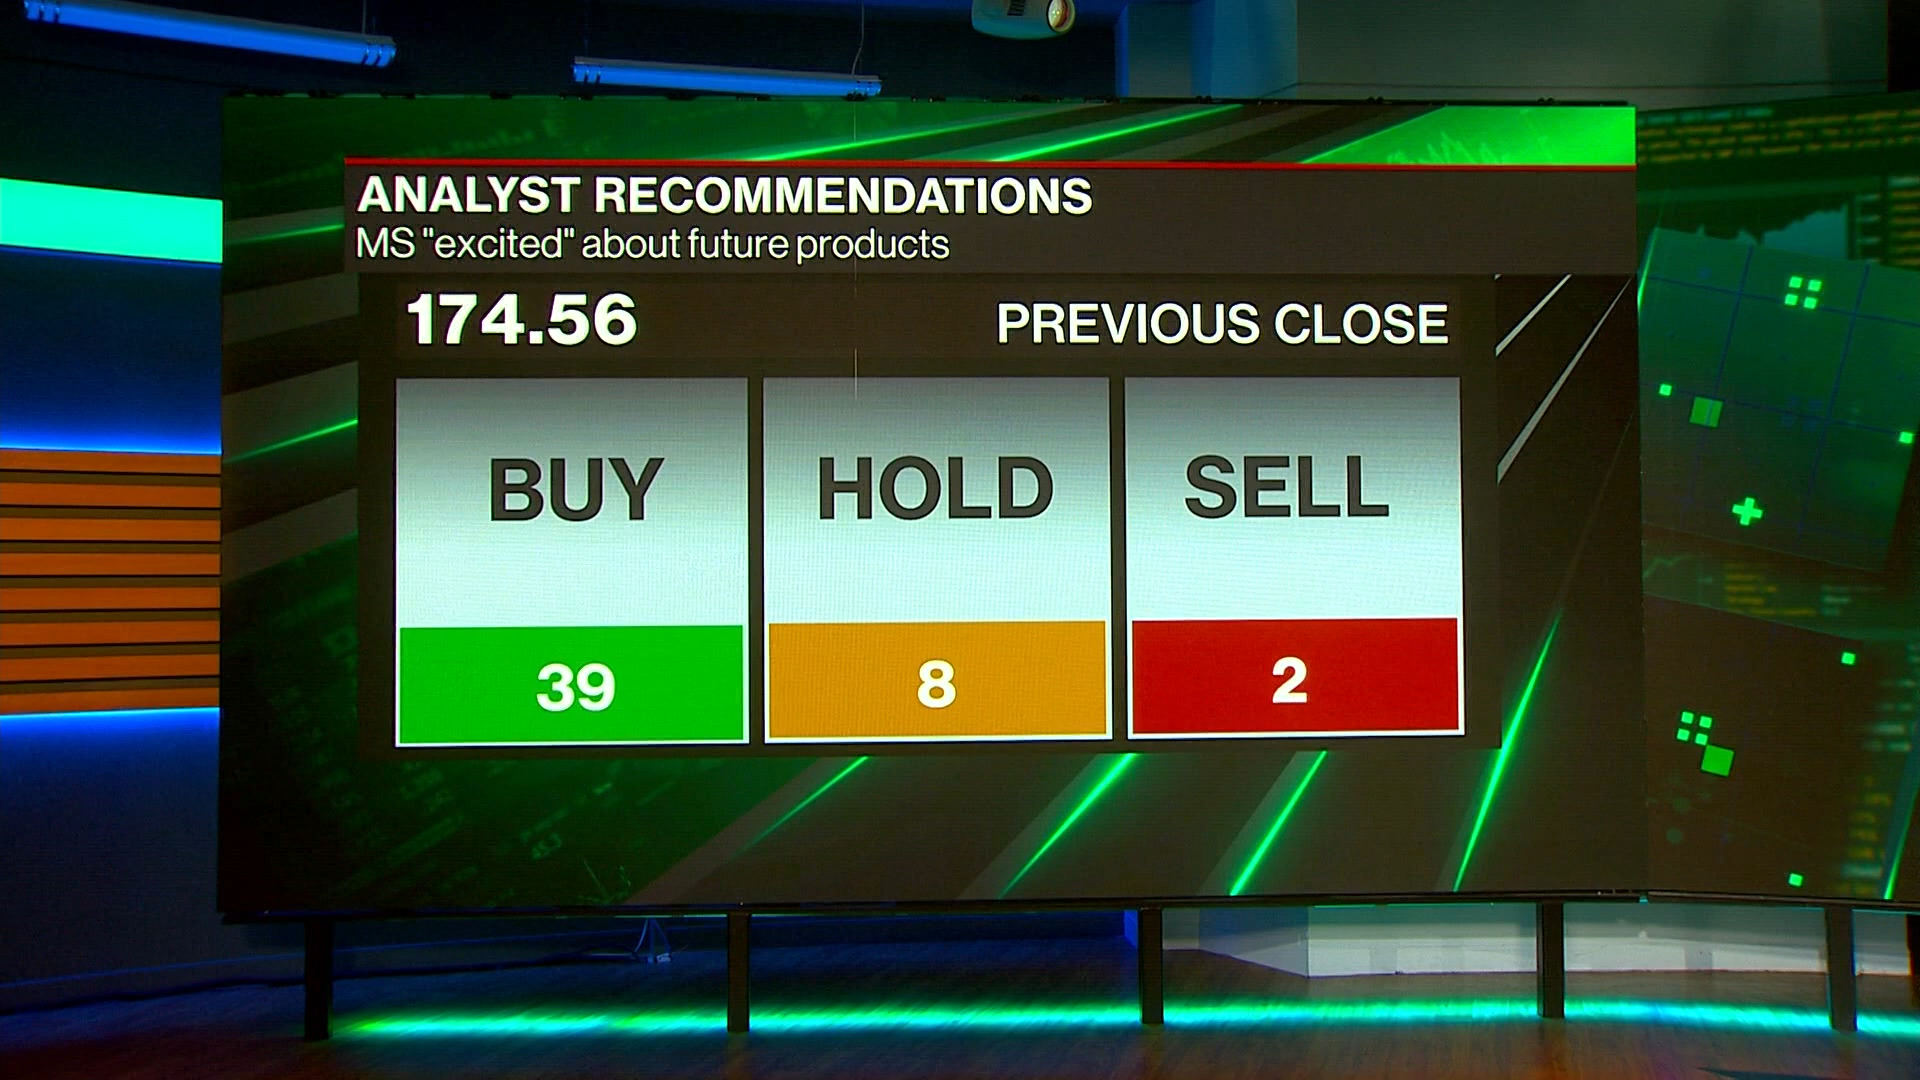 ANALYST RECOMMENDATIONS
MS "excited" about future products
174.56 PREVIOUS CLOSE
BUY HOLD SELL
39 8 2